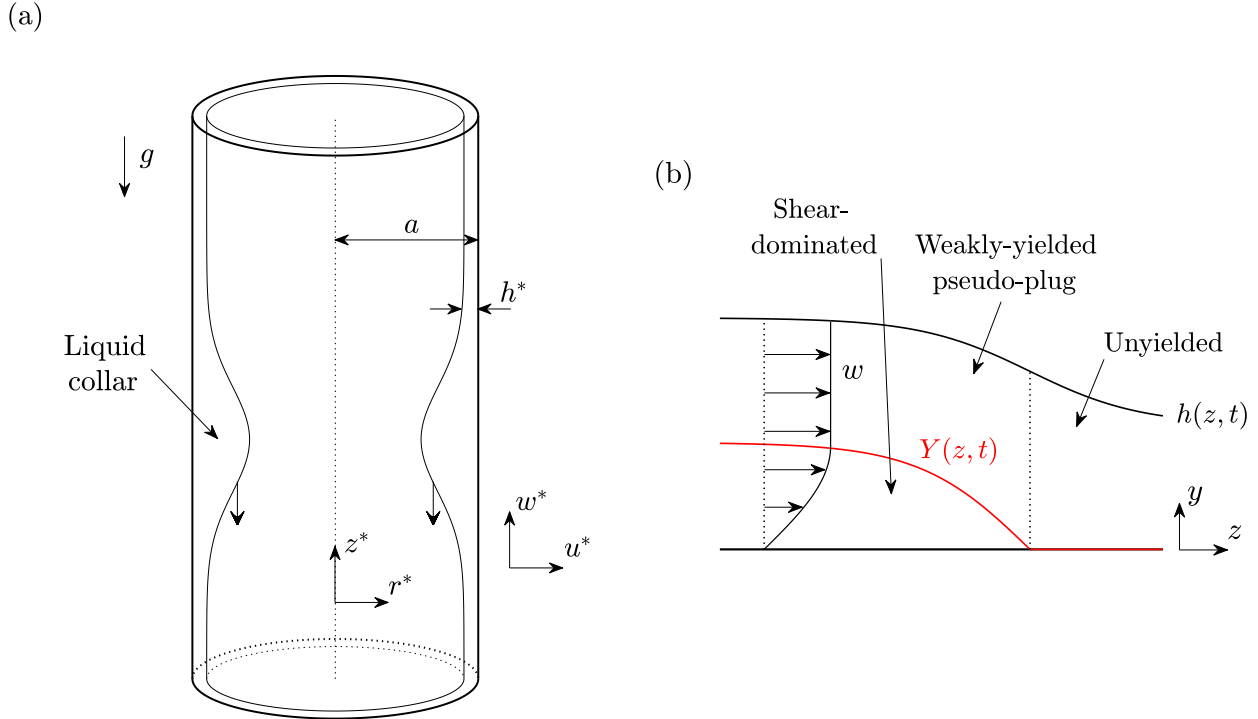 (a)
g
a
h*
Liquid
collar
w*
u*
z*
r*
(b)
Shear-
dominated
Weakly-yielded
pseudo-plug
Unyielded
w
h(z, t)
Y(z, t)
y
z